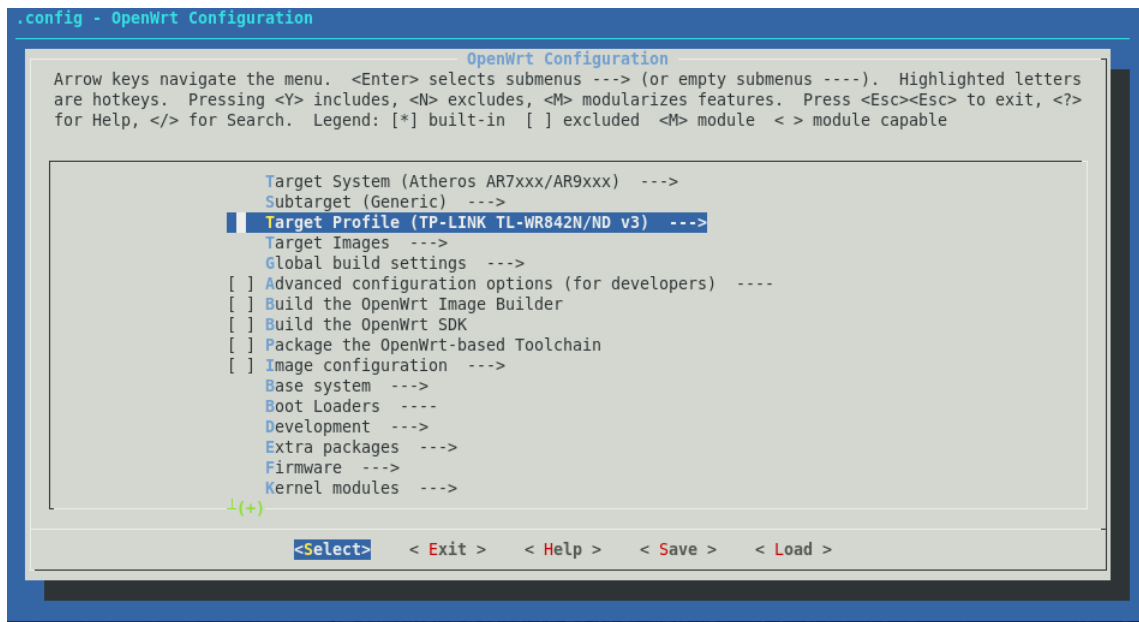 .config - OpenWrt Configuration
OpenWrt Configuration
Arrow keys navigate the menu.  <Enter> selects submenus ---> (or empty submenus ----).  Highlighted letters
are hotkeys.  Pressing <Y> includes, <N> excludes, <M> modularizes features.  Press <Esc><Esc> to exit, <?>
for Help, </> for Search.  Legend: [*] built-in  [ ] excluded  <M> module  < > module capable
Target System (Atheros AR7xxx/AR9xxx)  --->
Subtarget (Generic)  --->
Target Profile (TP-LINK TL-WR842N/ND v3)  --->
Target Images  --->
Global build settings  --->
[ ] Advanced configuration options (for developers)  ----
[ ] Build the OpenWrt Image Builder
[ ] Build the OpenWrt SDK
[ ] Package the OpenWrt-based Toolchain
[ ] Image configuration  --->
Base system  --->
Boot Loaders  ----
Development  --->
Extra packages  --->
Firmware  --->
Kernel modules  --->
┴(+)
<Select>    < Exit >    < Help >    < Save >    < Load >